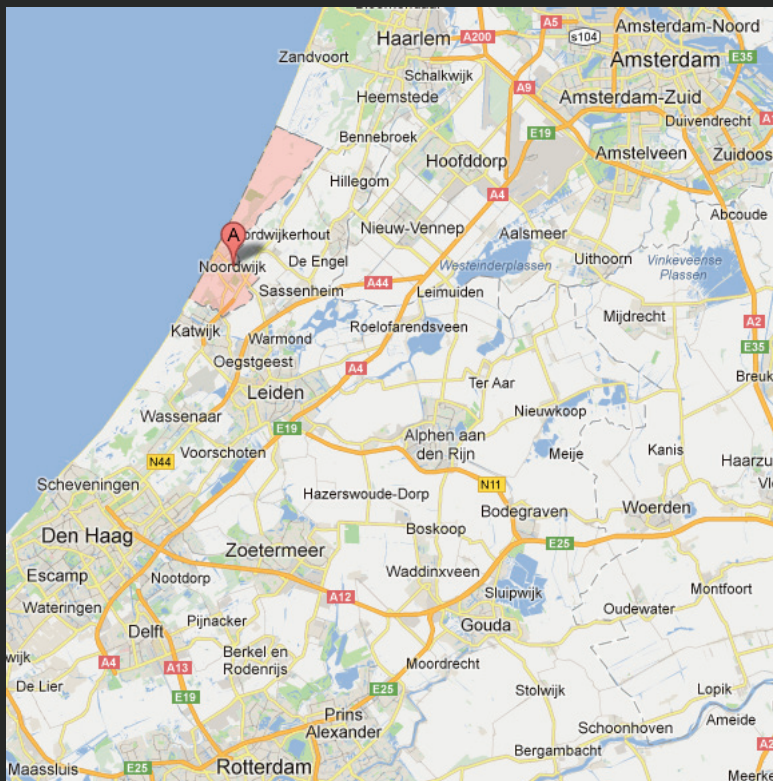 Haarlem
A200
A5
s104
Amsterdam-Noord
Zandvoort
Amsterdam
E35
Schalkwijk
A9
Heemstede
Amsterdam-Zuid
Duivendrecht
Bennebroek
E19
Hoofddorp
Amstelveen
Zuidoos
Hillegom
A4
Abcoude
A
ordwijkerhout
Nieuw-Vennep
Aalsmeer
Noordwijk
De Engel
Westeinderplassen
Uithoorn
Vinkeveense
Plassen
A44
Sassenheim
Leimuiden
Mijdrecht
Katwijk
Warmond
Roelofarendsveen
A2
E35
Oegstgeest
A4
Breuk
Leiden
Ter Aar
Wassenaar
Nieuwkoop
E19
Alphen aan
den Rijn
Voorschoten
Meije
Kanis
N44
Haarzu
Scheveningen
N11
Hazerswoude-Dorp
Bodegraven
Woerden
Den Haag
Boskoop
Zoetermeer
E25
Escamp
Nootdorp
Waddinxveen
Sluipwijk
Montfoort
Wateringen
A12
Oudewater
Pijnacker
Gouda
Delft
Berkel en
Rodenrijs
wijk
A4
A13
Moordrecht
De Lier
E19
E25
Stolwijk
Lopik
Prins
Alexander
Ameide
Schoonhoven
Bergambacht
Maassluis
E25
Rotterdam
Meerke